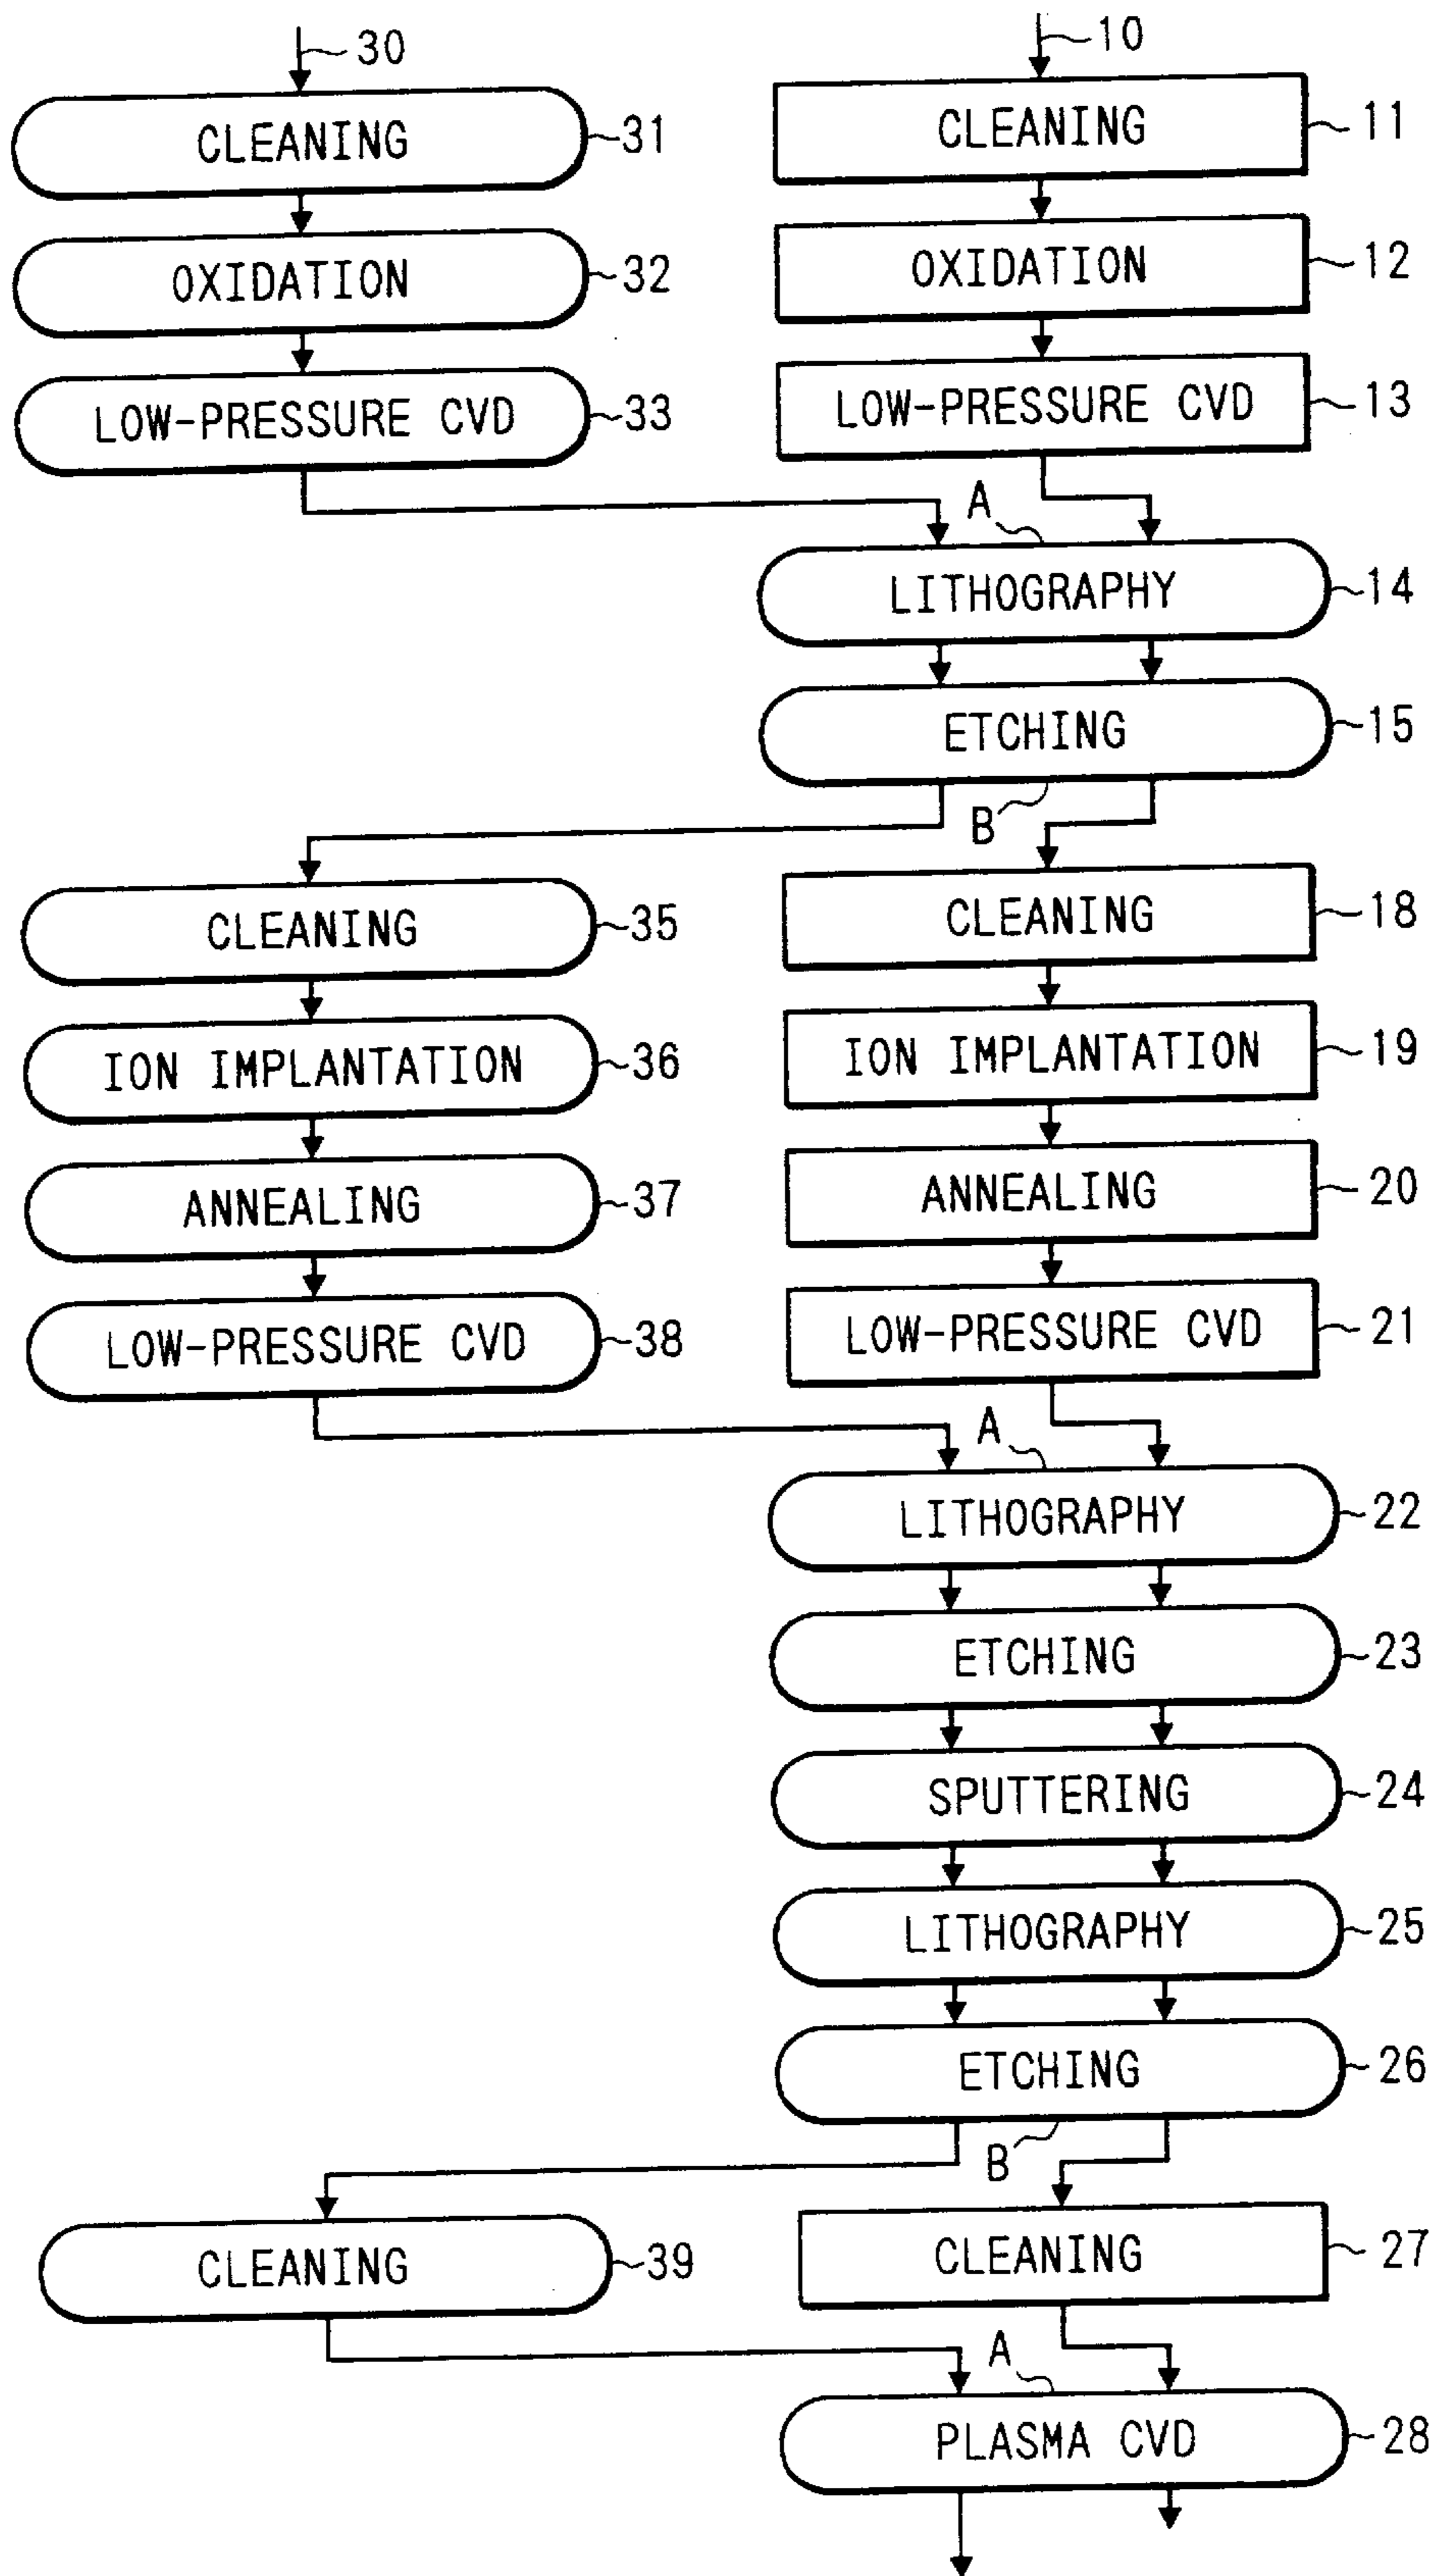 30
10
CLEANING
31
CLEANING
11
OXIDATION
32
OXIDATION
12
LOW-PRESSURE CVD
33
LOW-PRESSURE CVD
13
A
LITHOGRAPHY
14
ETCHING
15
B
CLEANING
35
CLEANING
18
ION IMPLANTATION
36
ION IMPLANTATION
19
ANNEALING
37
ANNEALING
20
LOW-PRESSURE CVD
38
LOW-PRESSURE CVD
21
A
LITHOGRAPHY
22
ETCHING
23
SPUTTERING
24
LITHOGRAPHY
25
ETCHING
26
B
CLEANING
39
CLEANING
27
A
PLASMA CVD
28